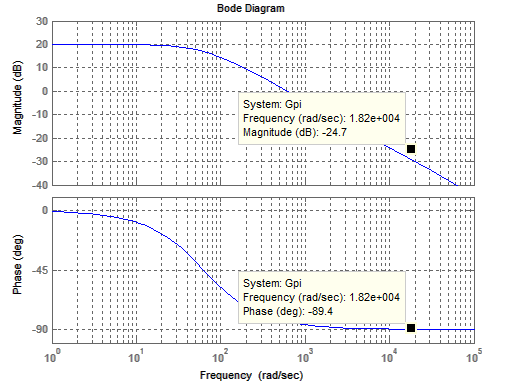 Bode Diagram
30
20
10
0
-10
-20
-30
-40
Magnitude (dB)
System: Gpi
Frequency (rad/sec): 1.82e+004
Magnitude (dB): -24.7
0
-45
-90
Phase (deg)
System: Gpi
Frequency (rad/sec): 1.82e+004
Phase (deg): -89.4
10^0
10^1
10^2
10^3
10^4
10^5
Frequency (rad/sec)